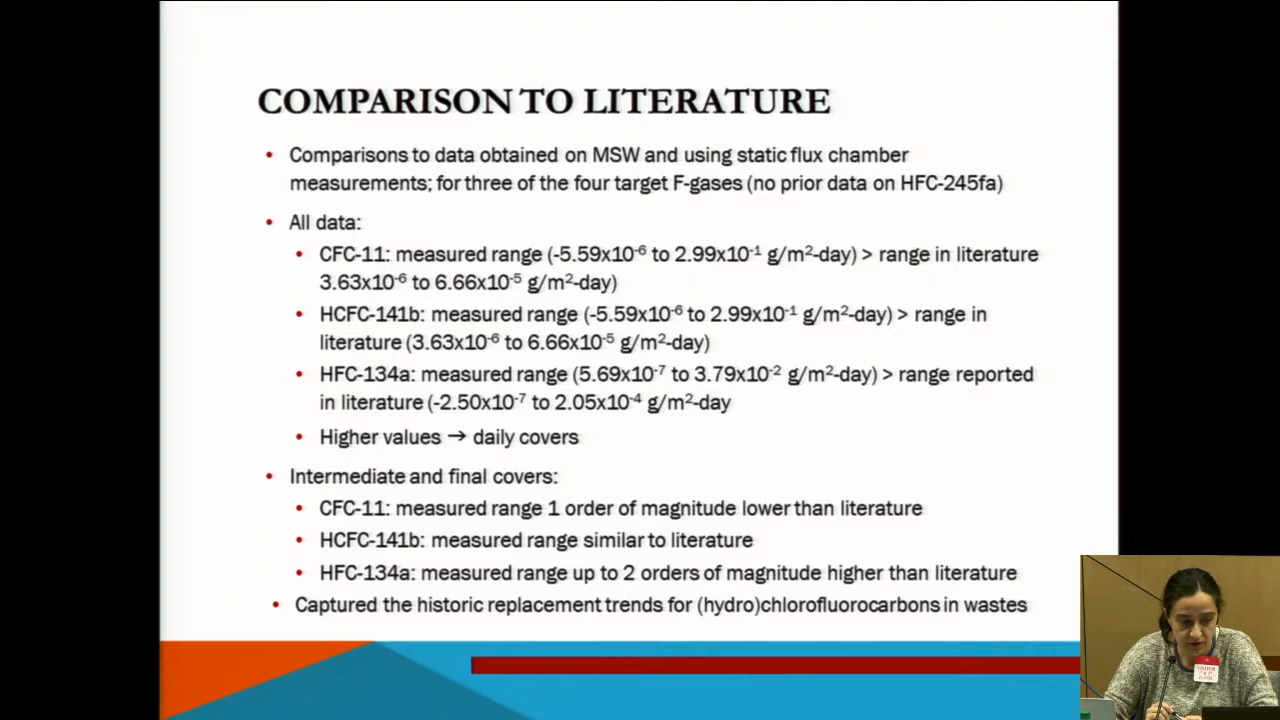 COMPARISON TO LITERATURE
• Comparisons to data obtained on MSW and using static flux chamber
measurements; for three of the four target F-gases (no prior data on HFC-245fa)
• All data:
• CFC-11: measured range (-5.59x10⁻⁶ to 2.99x10⁻¹ g/m²-day) > range in literature
3.63x10⁻⁶ to 6.66x10⁻⁵ g/m²-day)
• HCFC-141b: measured range (-5.59x10⁻⁶ to 2.99x10⁻¹ g/m²-day) > range in
literature (3.63x10⁻⁶ to 6.66x10⁻⁵ g/m²-day)
• HFC-134a: measured range (5.69x10⁻⁷ to 3.79x10⁻² g/m²-day) > range reported
in literature (-2.50x10⁻⁷ to 2.05x10⁻⁴ g/m²-day
• Higher values → daily covers
• Intermediate and final covers:
• CFC-11: measured range 1 order of magnitude lower than literature
• HCFC-141b: measured range similar to literature
• HFC-134a: measured range up to 2 orders of magnitude higher than literature
• Captured the historic replacement trends for (hydro)chlorofluorocarbons in wastes
VISITOR